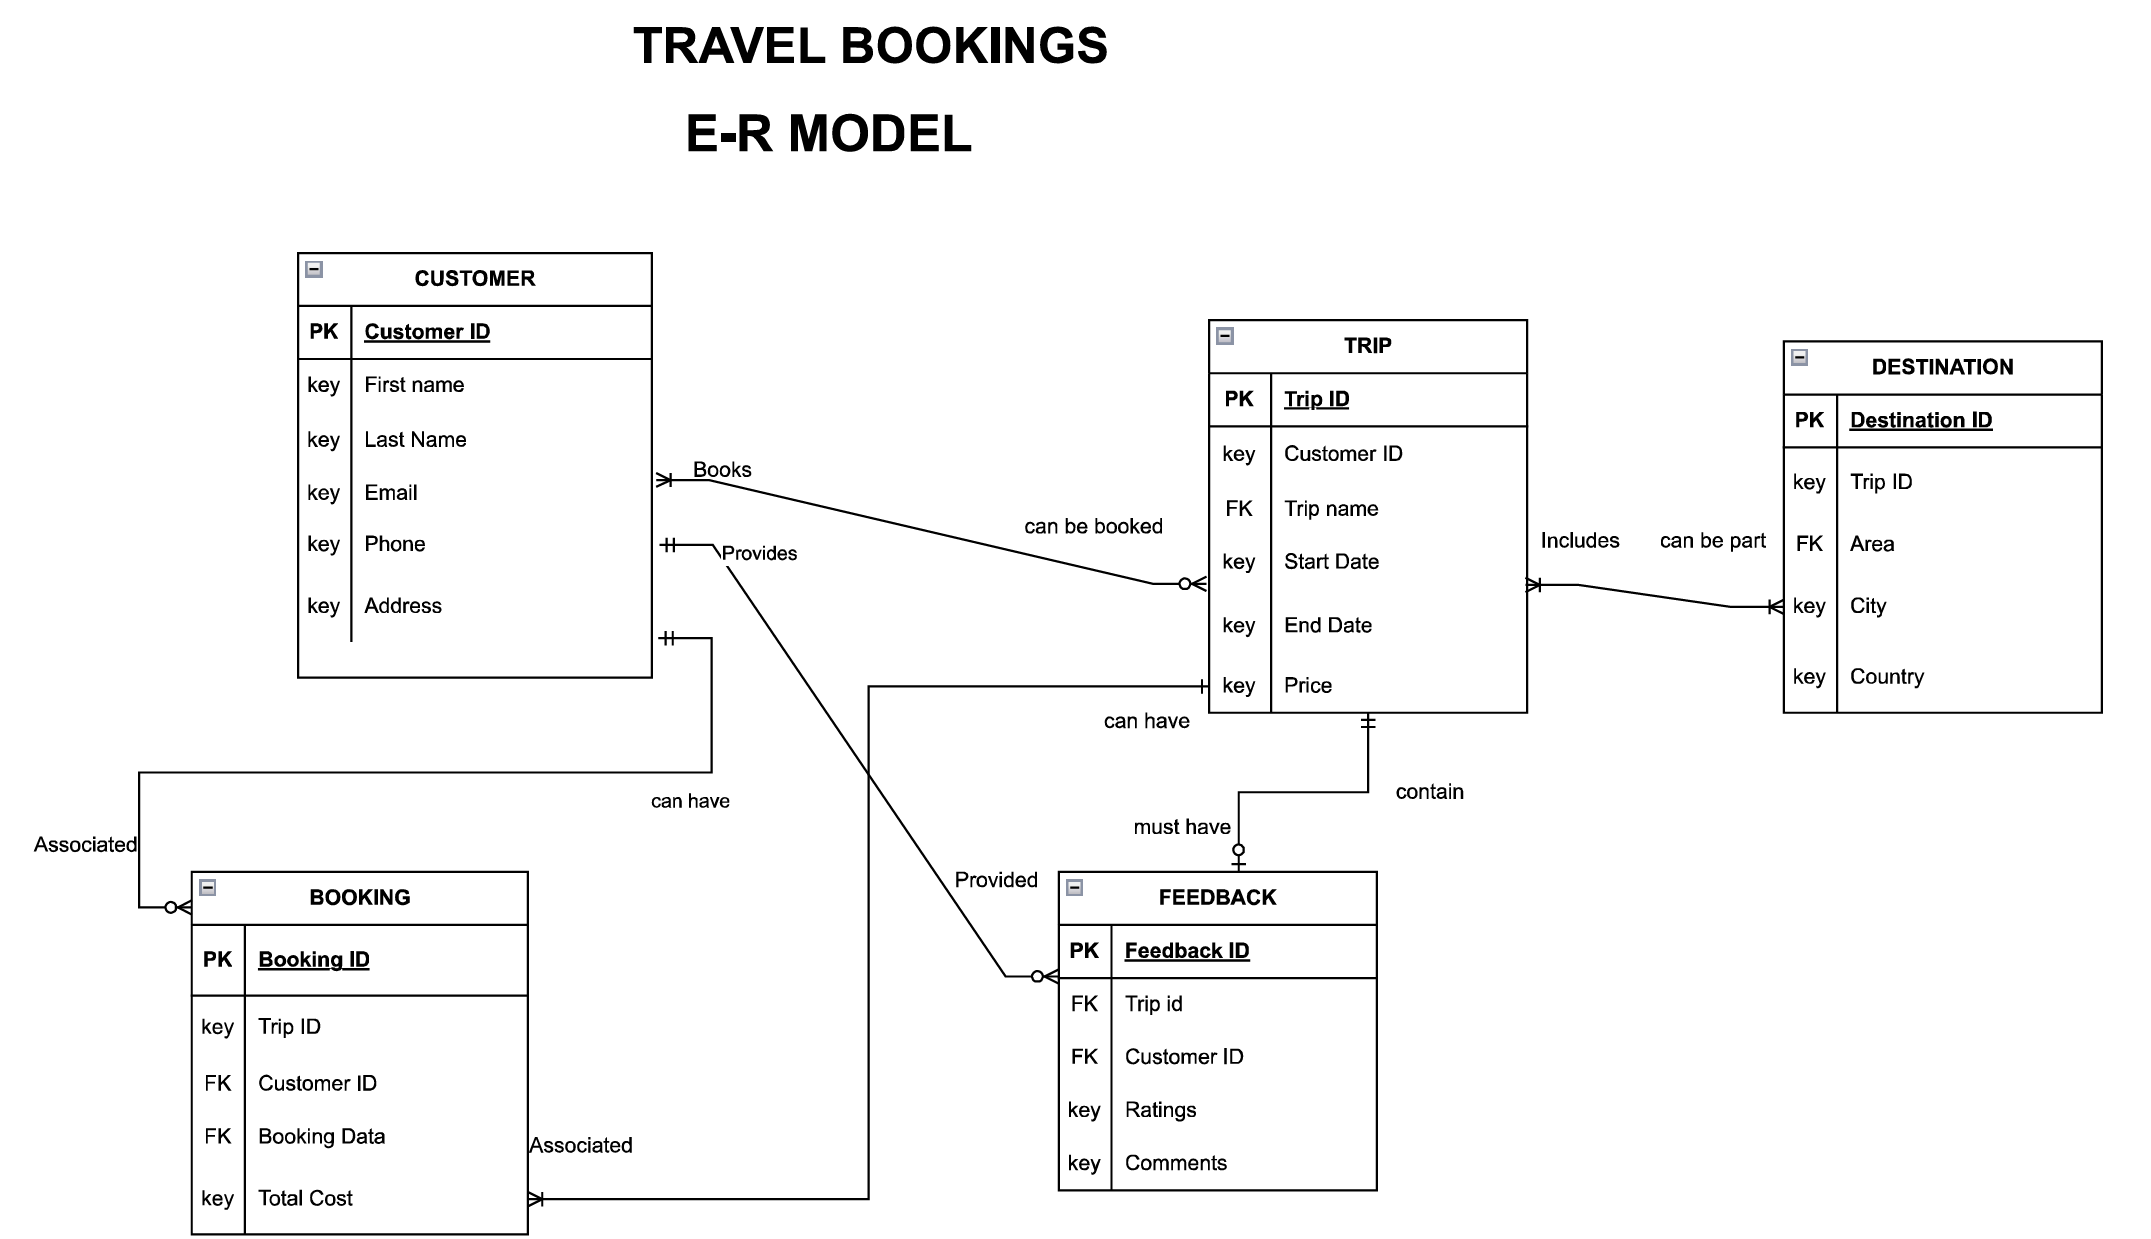 TRAVEL BOOKINGS
E-R MODEL
CUSTOMER
PK Customer ID
key First name
key Last Name
key Email
key Phone
key Address
Books
can be booked
Provides
can have
Associated
TRIP
PK Trip ID
key Customer ID
FK Trip name
key Start Date
key End Date
key Price
Includes
can be part
DESTINATION
PK Destination ID
key Trip ID
FK Area
key City
key Country
can have
contain
must have
Provided
BOOKING
PK Booking ID
key Trip ID
FK Customer ID
FK Booking Data
key Total Cost
Associated
FEEDBACK
PK Feedback ID
FK Trip id
FK Customer ID
key Ratings
key Comments